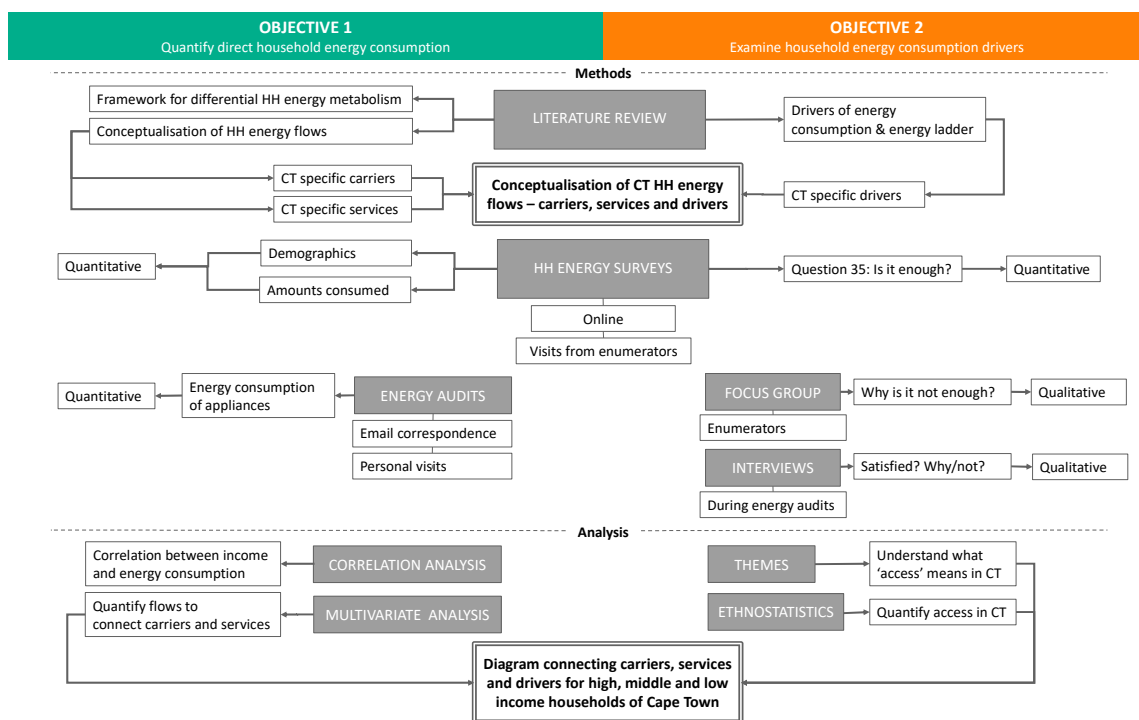 OBJECTIVE 1
Quantify direct household energy consumption
OBJECTIVE 2
Examine household energy consumption drivers
Methods
Framework for differential HH energy metabolism
Conceptualisation of HH energy flows
LITERATURE REVIEW
Drivers of energy
consumption & energy ladder
CT specific carriers
CT specific services
Conceptualisation of CT HH energy
flows – carriers, services and drivers
CT specific drivers
Quantitative
Demographics
Amounts consumed
HH ENERGY SURVEYS
Online
Visits from enumerators
Question 35: Is it enough?
Quantitative
Quantitative
Energy consumption
of appliances
ENERGY AUDITS
Email correspondence
Personal visits
FOCUS GROUP
Enumerators
Why is it not enough?
Qualitative
INTERVIEWS
During energy audits
Satisfied? Why/not?
Qualitative
Analysis
Correlation between income
and energy consumption
CORRELATION ANALYSIS
Quantify flows to
connect carriers and services
MULTIVARIATE ANALYSIS
THEMES
Understand what
‘access’ means in CT
ETHNOSTATISTICS
Quantify access in CT
Diagram connecting carriers, services
and drivers for high, middle and low
income households of Cape Town